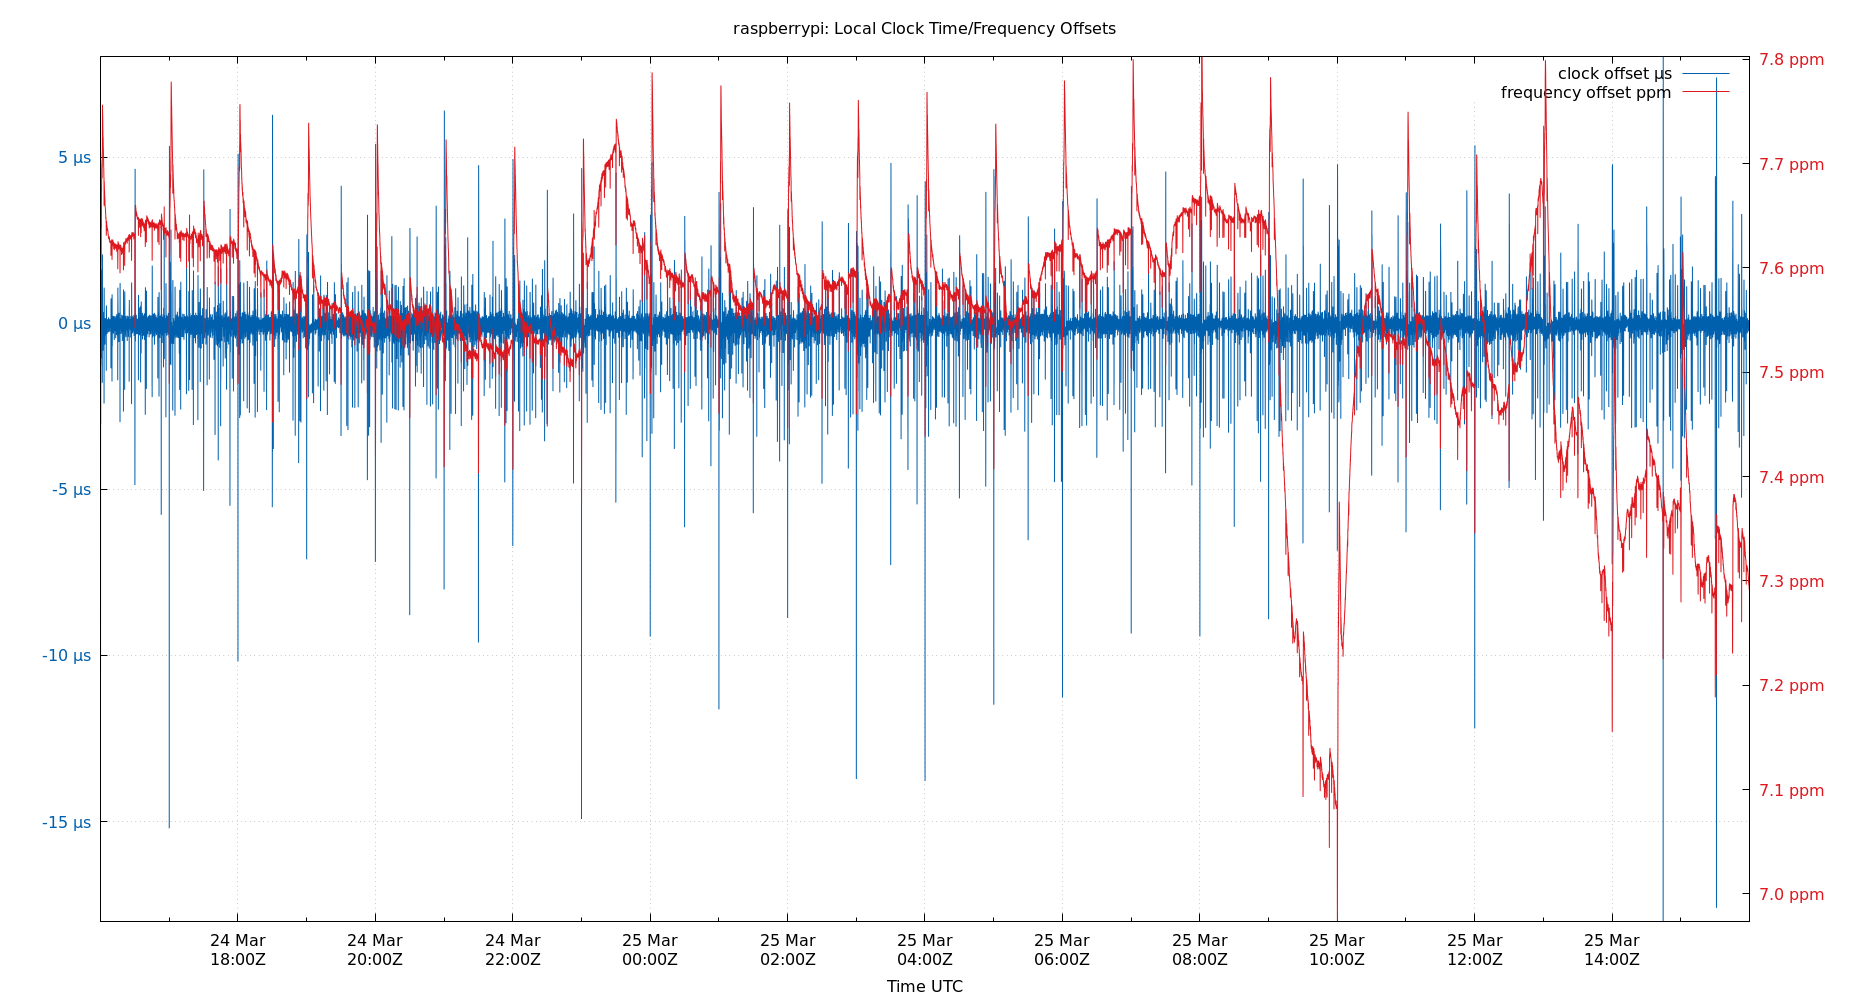 raspberrypi: Local Clock Time/Frequency Offsets
clock offset µs
frequency offset ppm
5 µs
0 µs
-5 µs
-10 µs
-15 µs
7.8 ppm
7.7 ppm
7.6 ppm
7.5 ppm
7.4 ppm
7.3 ppm
7.2 ppm
7.1 ppm
7.0 ppm
24 Mar
18:00Z
24 Mar
20:00Z
24 Mar
22:00Z
25 Mar
00:00Z
25 Mar
02:00Z
25 Mar
04:00Z
25 Mar
06:00Z
25 Mar
08:00Z
25 Mar
10:00Z
25 Mar
12:00Z
25 Mar
14:00Z
Time UTC